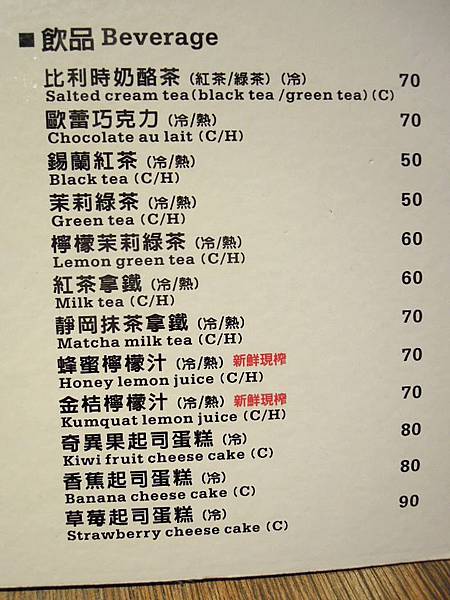 ■ 飲品 Beverage
比利時奶酪茶 (紅茶/綠茶) (冷) 70
Salted cream tea(black tea /green tea) (C)
歐蕾巧克力 (冷/熱) 70
Chocolate au lait (C/H)
錫蘭紅茶 (冷/熱) 50
Black tea (C/H)
茉莉綠茶 (冷/熱) 50
Green tea (C/H)
檸檬茉莉綠茶 (冷/熱) 60
Lemon green tea (C/H)
紅茶拿鐵 (冷/熱) 60
Milk tea (C/H)
靜岡抹茶拿鐵 (冷/熱) 70
Matcha milk tea (C/H)
蜂蜜檸檬汁 (冷/熱) 新鮮現榨 70
Honey lemon juice (C/H)
金桔檸檬汁 (冷/熱) 新鮮現榨 70
Kumquat lemon juice (C/H)
奇異果起司蛋糕 (冷) 80
Kiwi fruit cheese cake (C)
香蕉起司蛋糕 (冷) 80
Banana cheese cake (C)
草莓起司蛋糕 (冷) 90
Strawberry cheese cake (C)